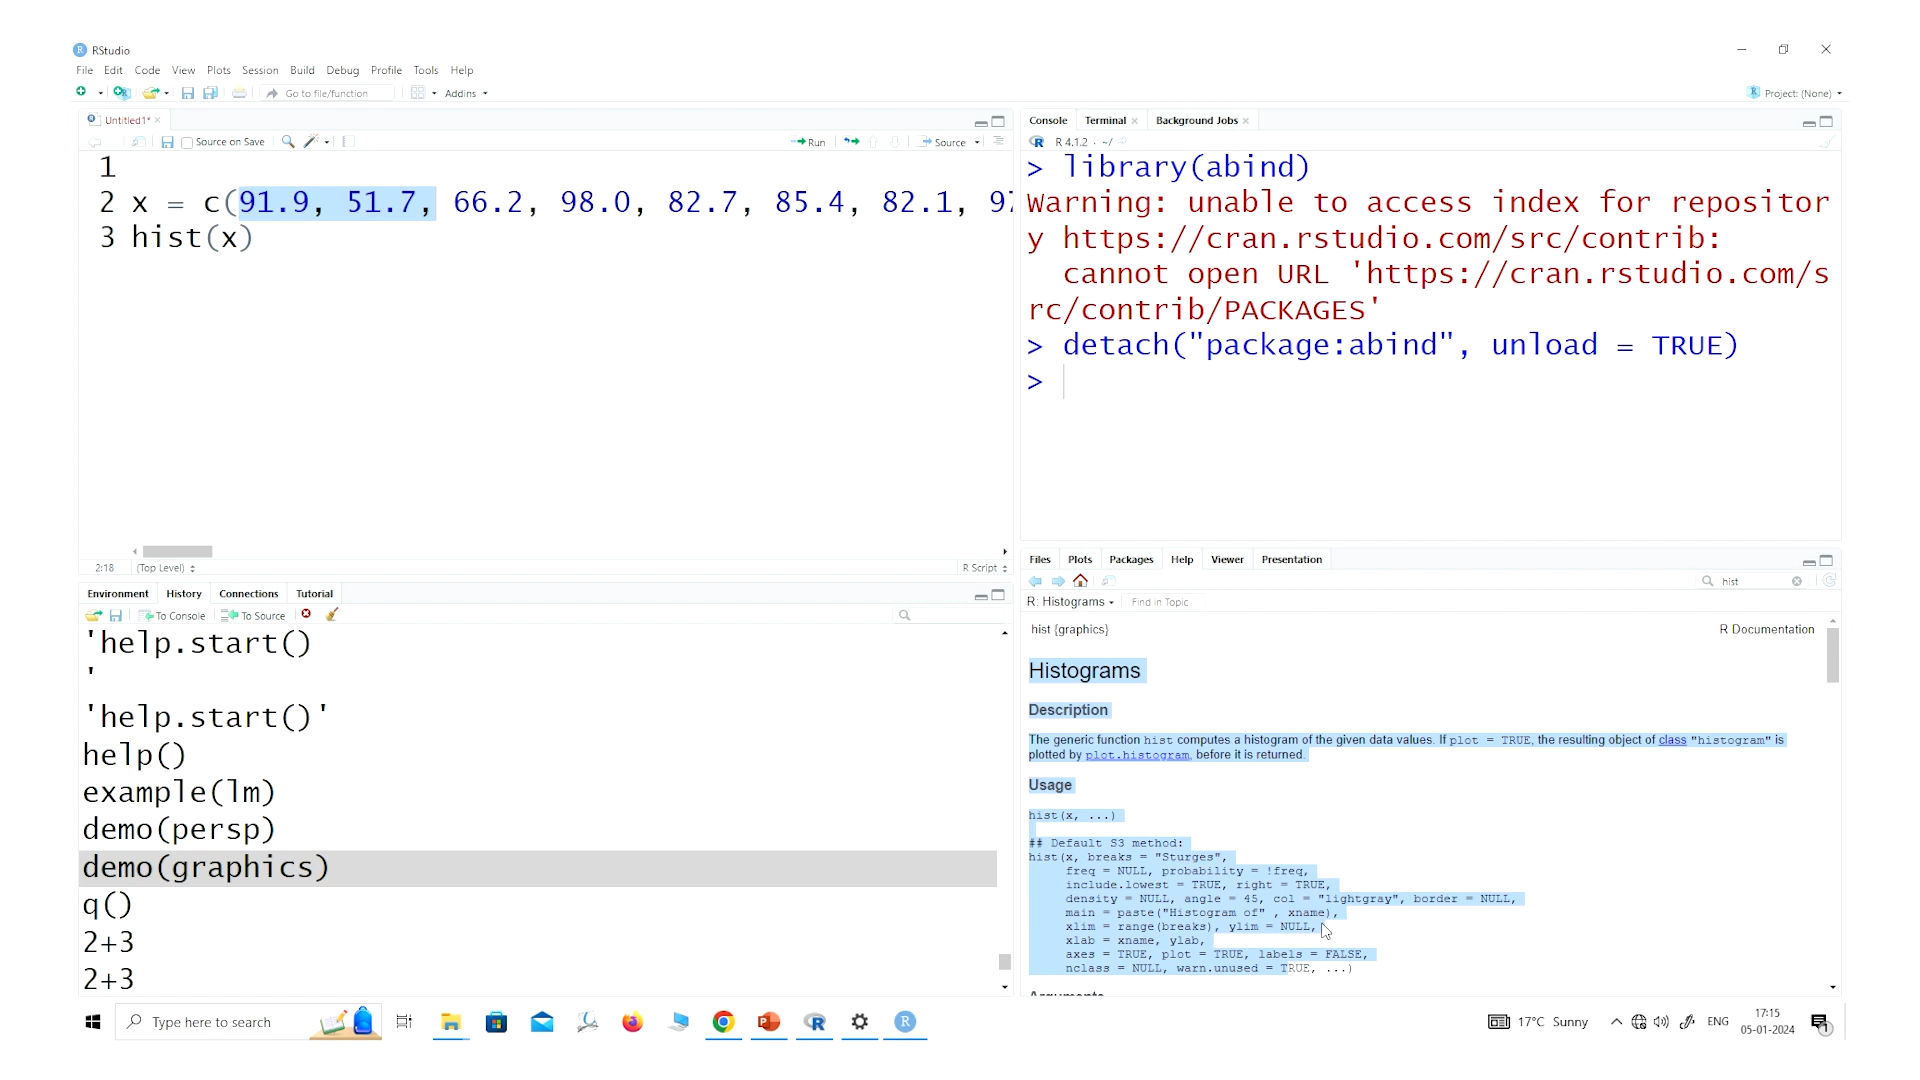 RStudio
File Edit Code View Plots Session Build Debug Profile Tools Help
Go to file/function Addins Project: (None)
Untitled1*
Source on Save Run Source
1
2 x = c(91.9, 51.7, 66.2, 98.0, 82.7, 85.4, 82.1, 97
3 hist(x)
2:18 (Top Level) R Script
Console Terminal Background Jobs
R 4.1.2 · ~/
> library(abind)
Warning: unable to access index for repositor
y https://cran.rstudio.com/src/contrib:
cannot open URL 'https://cran.rstudio.com/s
rc/contrib/PACKAGES'
> detach("package:abind", unload = TRUE)
>
Environment History Connections Tutorial
To Console To Source
'help.start()
'
'help.start()'
help()
example(lm)
demo(persp)
demo(graphics)
q()
2+3
2+3
Files Plots Packages Help Viewer Presentation
hist
R: Histograms Find in Topic
hist {graphics} R Documentation
Histograms
Description
The generic function hist computes a histogram of the given data values. If plot = TRUE, the resulting object of class "histogram" is
plotted by plot.histogram, before it is returned.
Usage
hist(x, ...)
## Default S3 method:
hist(x, breaks = "Sturges",
freq = NULL, probability = !freq,
include.lowest = TRUE, right = TRUE,
density = NULL, angle = 45, col = "lightgray", border = NULL,
main = paste("Histogram of" , xname),
xlim = range(breaks), ylim = NULL,
xlab = xname, ylab,
axes = TRUE, plot = TRUE, labels = FALSE,
nclass = NULL, warn.unused = TRUE, ...)
Arguments
Type here to search
17°C Sunny ENG 17:15
05-01-2024
1